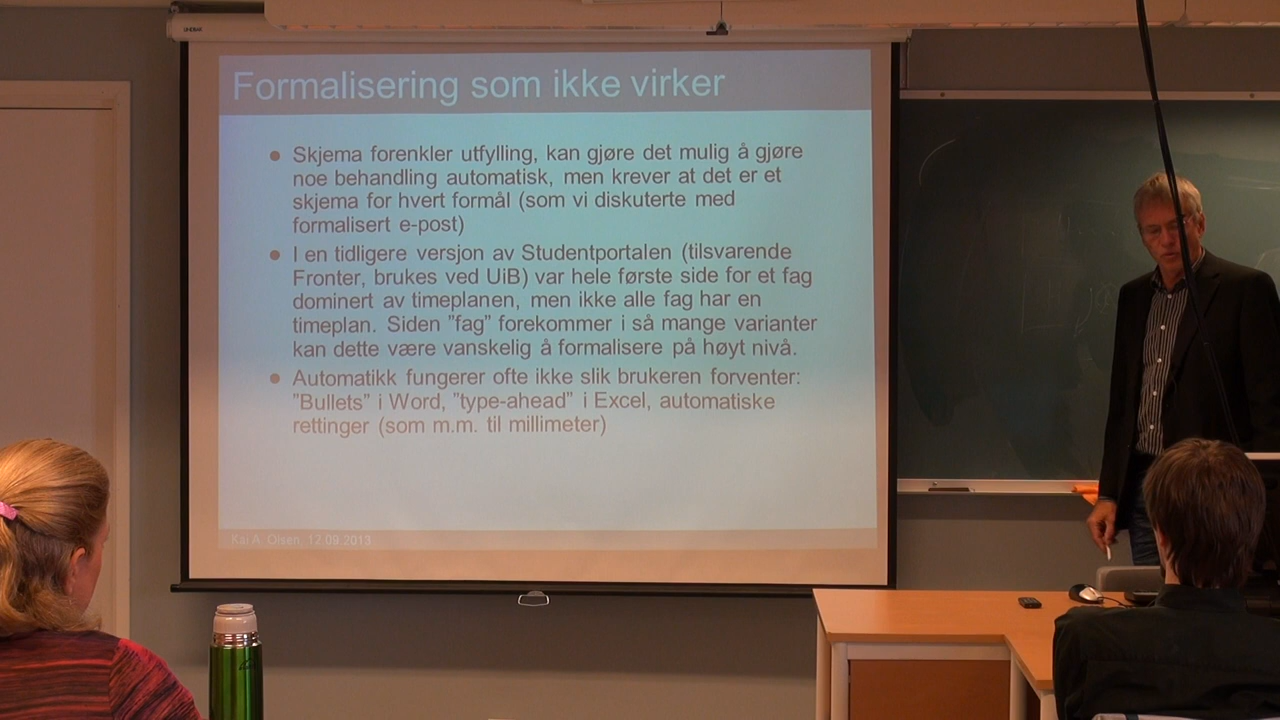 Formalisering som ikke virker
Skjema forenkler utfylling, kan gjøre det mulig å gjøre
noe behandling automatisk, men krever at det er et
skjema for hvert formål (som vi diskuterte med
formalisert e-post)
I en tidligere versjon av Studentportalen (tilsvarende
Fronter, brukes ved UiB) var hele første side for et fag
dominert av timeplanen, men ikke alle fag har en
timeplan. Siden ”fag” forekommer i så mange varianter
kan dette være vanskelig å formalisere på høyt nivå.
Automatikk fungerer ofte ikke slik brukeren forventer:
”Bullets” i Word, ”type-ahead” i Excel, automatiske
rettinger (som m.m. til millimeter)
Kai A. Olsen, 12.09.2013